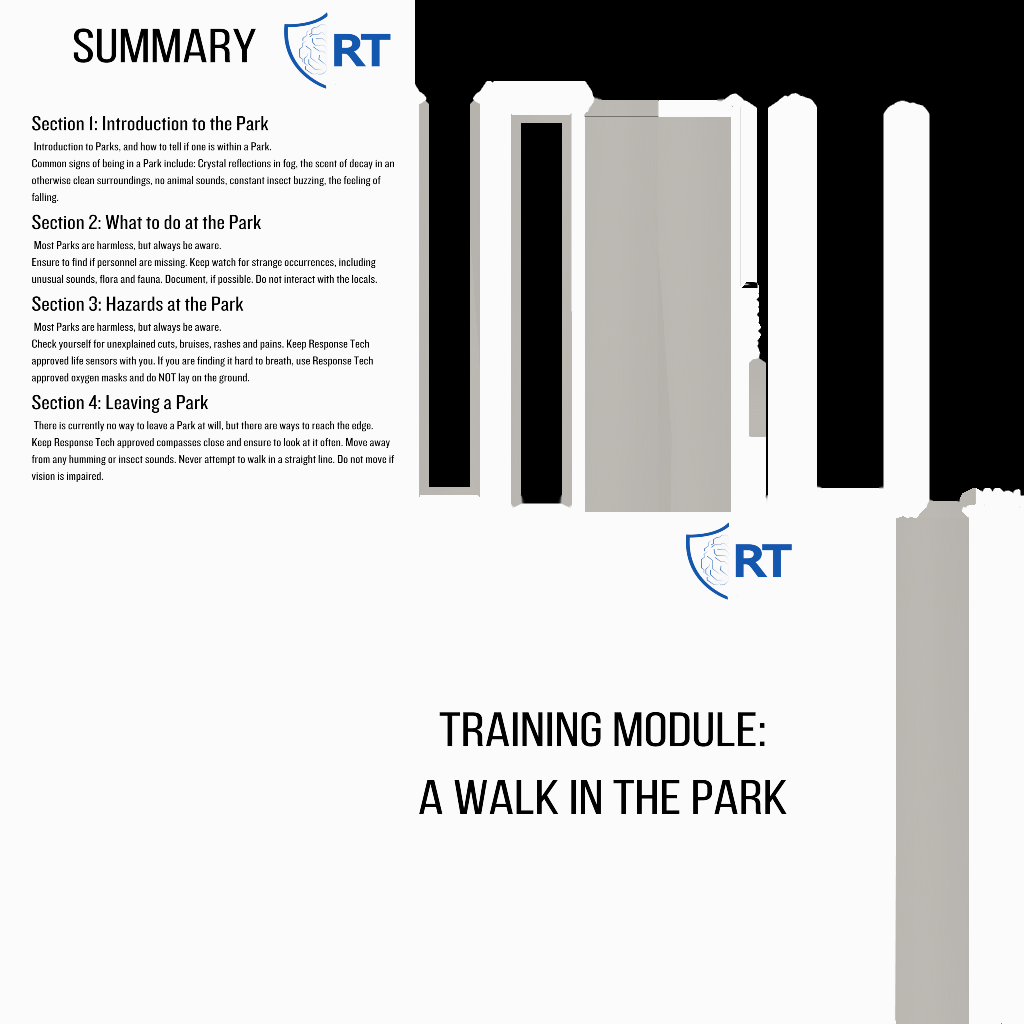 SUMMARY
RT
Section 1: Introduction to the Park
Introduction to Parks, and how to tell if one is within a Park.
Common signs of being in a Park include: Crystal reflections in fog, the scent of decay in an
otherwise clean surroundings, no animal sounds, constant insect buzzing, the feeling of
falling.
Section 2: What to do at the Park
Most Parks are harmless, but always be aware.
Ensure to find if personnel are missing. Keep watch for strange occurrences, including
unusual sounds, flora and fauna. Document, if possible. Do not interact with the locals.
Section 3: Hazards at the Park
Most Parks are harmless, but always be aware.
Check yourself for unexplained cuts, bruises, rashes and pains. Keep Response Tech
approved life sensors with you. If you are finding it hard to breath, use Response Tech
approved oxygen masks and do NOT lay on the ground.
Section 4: Leaving a Park
There is currently no way to leave a Park at will, but there are ways to reach the edge.
Keep Response Tech approved compasses close and ensure to look at it often. Move away
from any humming or insect sounds. Never attempt to walk in a straight line. Do not move if
vision is impaired.
RT
TRAINING MODULE:
A WALK IN THE PARK